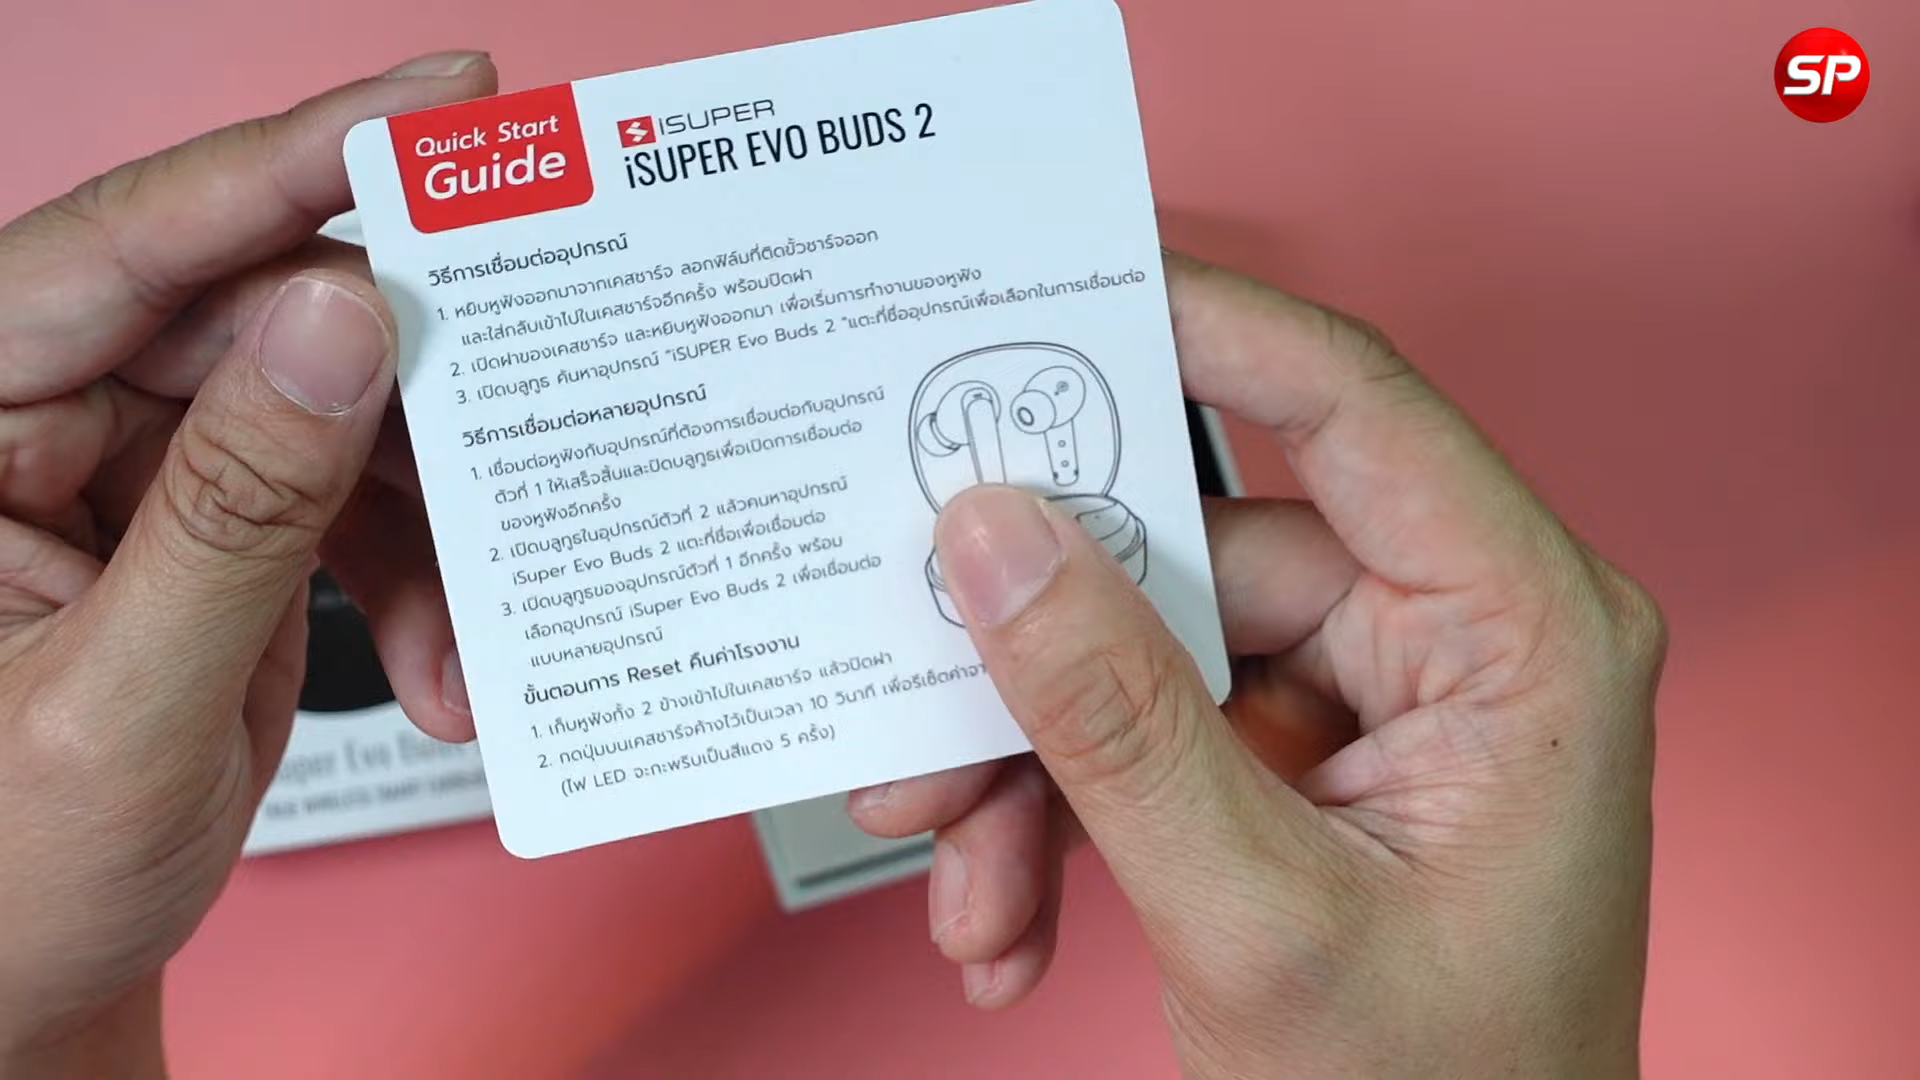 SP
Quick Start
Guide
ISUPER
iSUPER EVO BUDS 2
วิธีการเชื่อมต่ออุปกรณ์
1. หยิบหูฟังออกมาจากเคสชาร์จ ลอกฟิล์มที่ติดขั้วชาร์จออก
และใส่กลับเข้าไปในเคสชาร์จอีกครั้ง พร้อมปิดฝา
2. เปิดฝาของเคสชาร์จ และหยิบหูฟังออกมา เพื่อเริ่มการทำงานของหูฟัง
3. เปิดบลูทูธ ค้นหาอุปกรณ์ "iSUPER Evo Buds 2 "แตะที่ชื่ออุปกรณ์เพื่อเลือกในการเชื่อมต่อ
วิธีการเชื่อมต่อหลายอุปกรณ์
1. เชื่อมต่อหูฟังกับอุปกรณ์ที่ต้องการเชื่อมต่อกับอุปกรณ์
ตัวที่ 1 ให้เสร็จสิ้นและปิดบลูทูธเพื่อเปิดการเชื่อมต่อ
ของหูฟังอีกครั้ง
2. เปิดบลูทูธในอุปกรณ์ตัวที่ 2 แล้วค้นหาอุปกรณ์
iSuper Evo Buds 2 แตะที่ชื่อเพื่อเชื่อมต่อ
3. เปิดบลูทูธของอุปกรณ์ตัวที่ 1 อีกครั้ง พร้อม
เลือกอุปกรณ์ iSuper Evo Buds 2 เพื่อเชื่อมต่อ
แบบหลายอุปกรณ์
ขั้นตอนการ Reset คืนค่าโรงงาน
1. เก็บหูฟังทั้ง 2 ข้างเข้าไปในเคสชาร์จ แล้วปิดฝา
2. กดปุ่มบนเคสชาร์จค้างไว้เป็นเวลา 10 วินาที เพื่อรีเซ็ตค่าจา
(ไฟ LED จะกะพริบเป็นสีแดง 5 ครั้ง)
uper Evo Buds